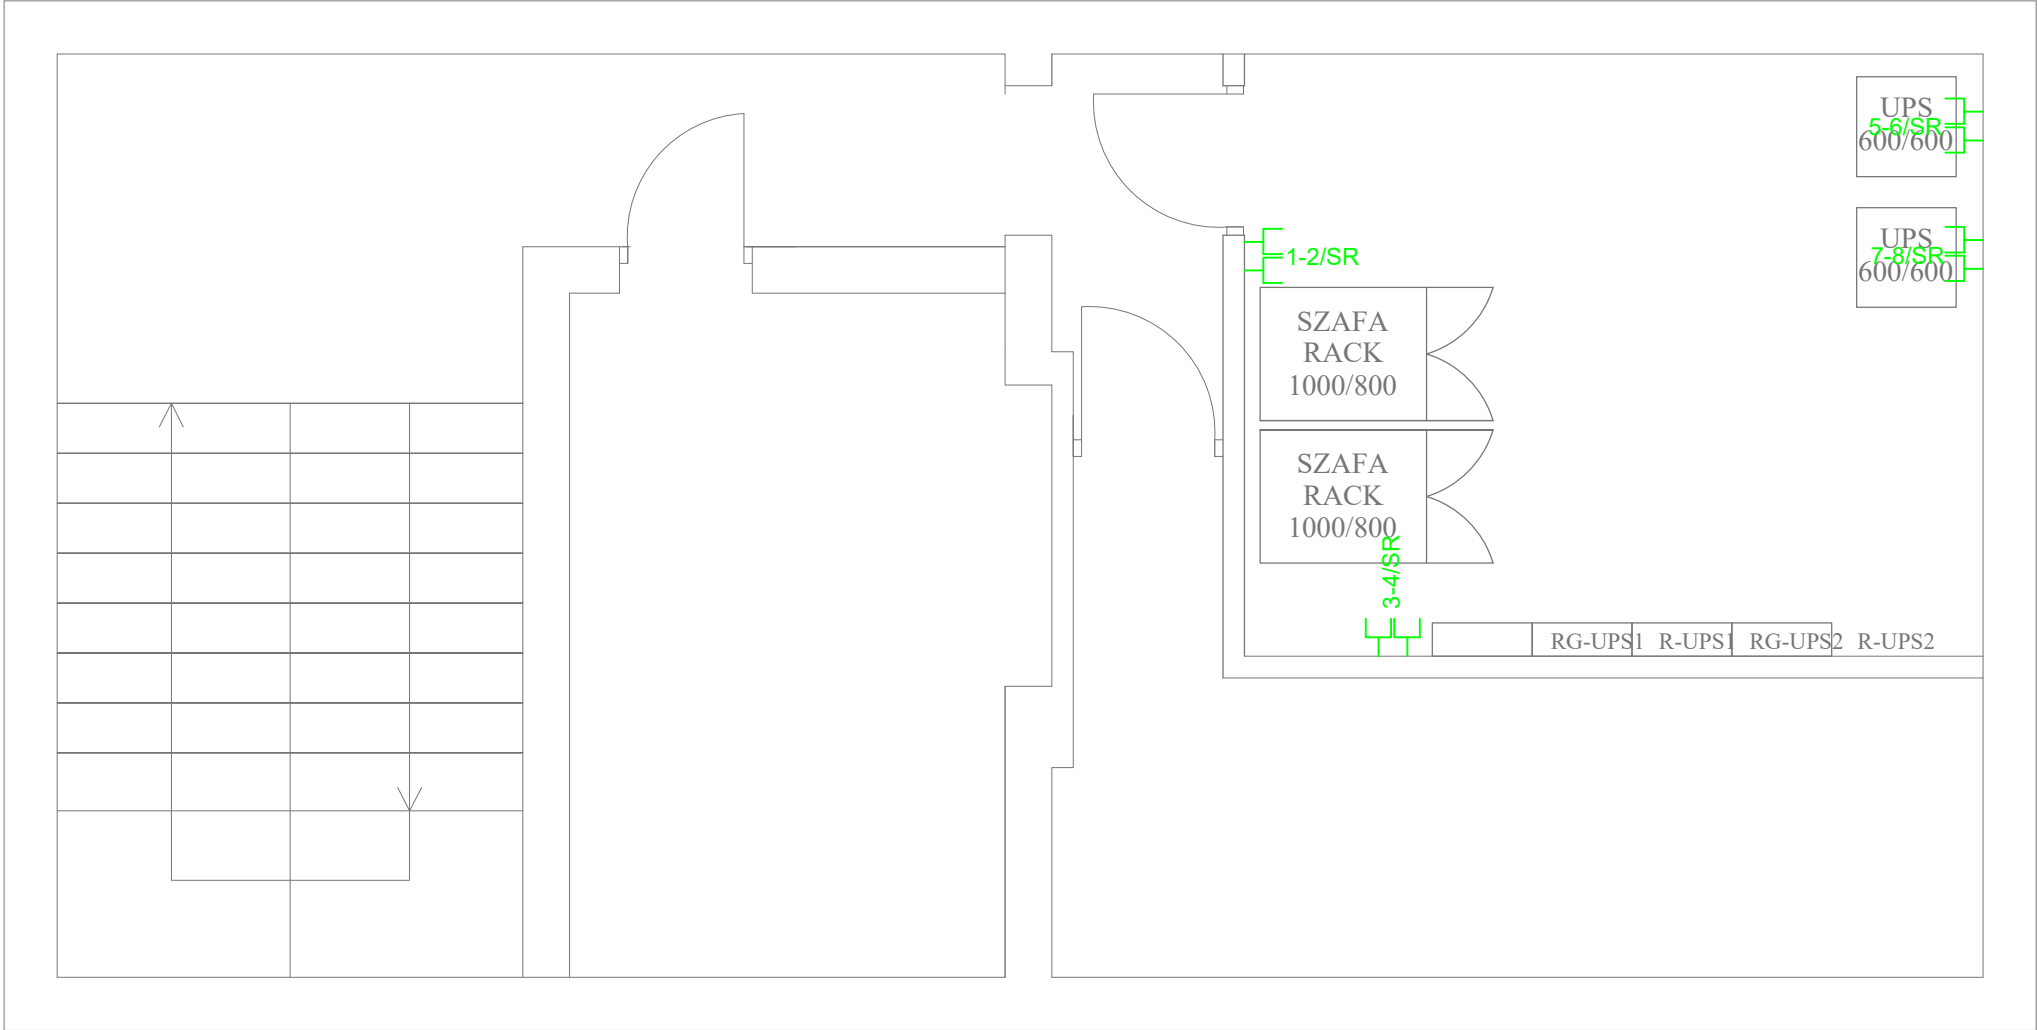 UPS
5-6/SR
600/600
UPS
7-8/SR
600/600
1-2/SR
SZAFA
RACK
1000/800
SZAFA
RACK
1000/800
3-4/SR
RG-UPS1 R-UPS1 RG-UPS2 R-UPS2